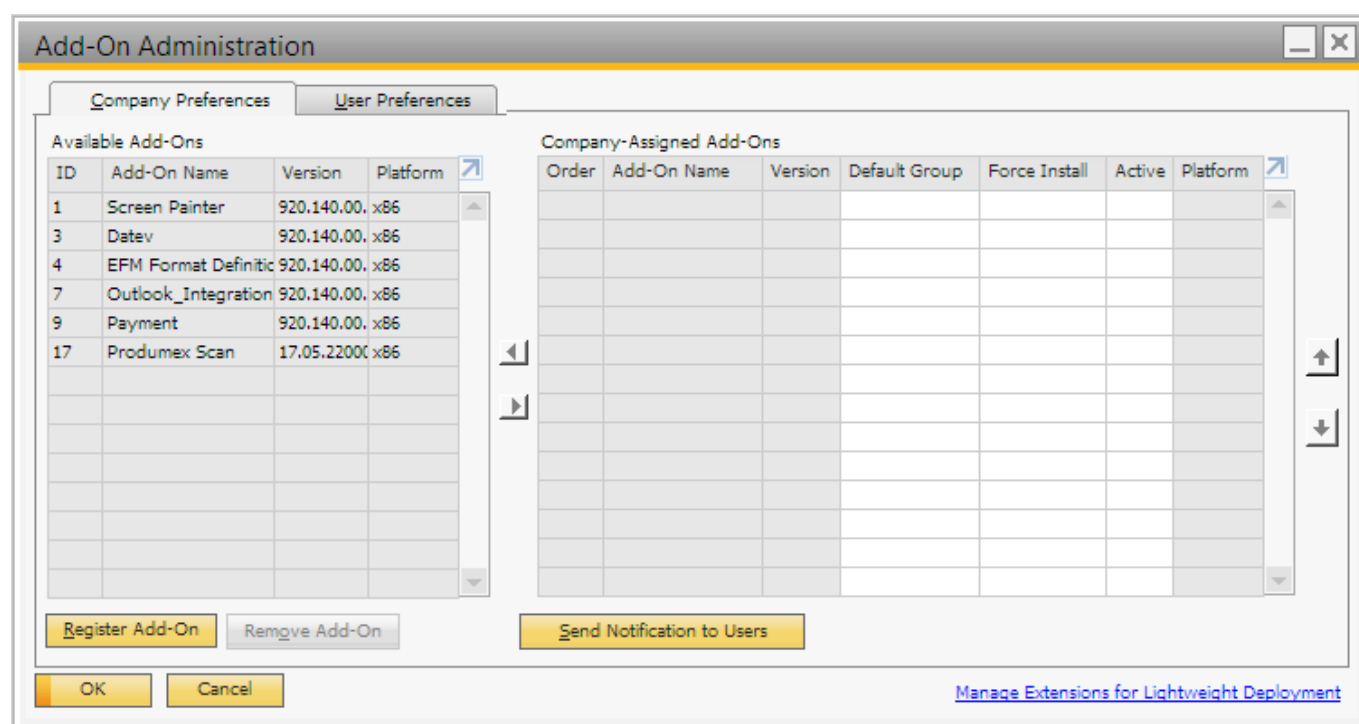 Add-On Administration
Company Preferences User Preferences
Available Add-Ons Company-Assigned Add-Ons
ID Add-On Name Version Platform Order Add-On Name Version Default Group Force Install Active Platform
1 Screen Painter 920.140.00. x86
3 Datev 920.140.00. x86
4 EFM Format Definitic 920.140.00. x86
7 Outlook_Integration 920.140.00. x86
9 Payment 920.140.00. x86
17 Produmex Scan 17.05.2200 x86
Register Add-On Remove Add-On Send Notification to Users
OK Cancel Manage Extensions for Lightweight Deployment